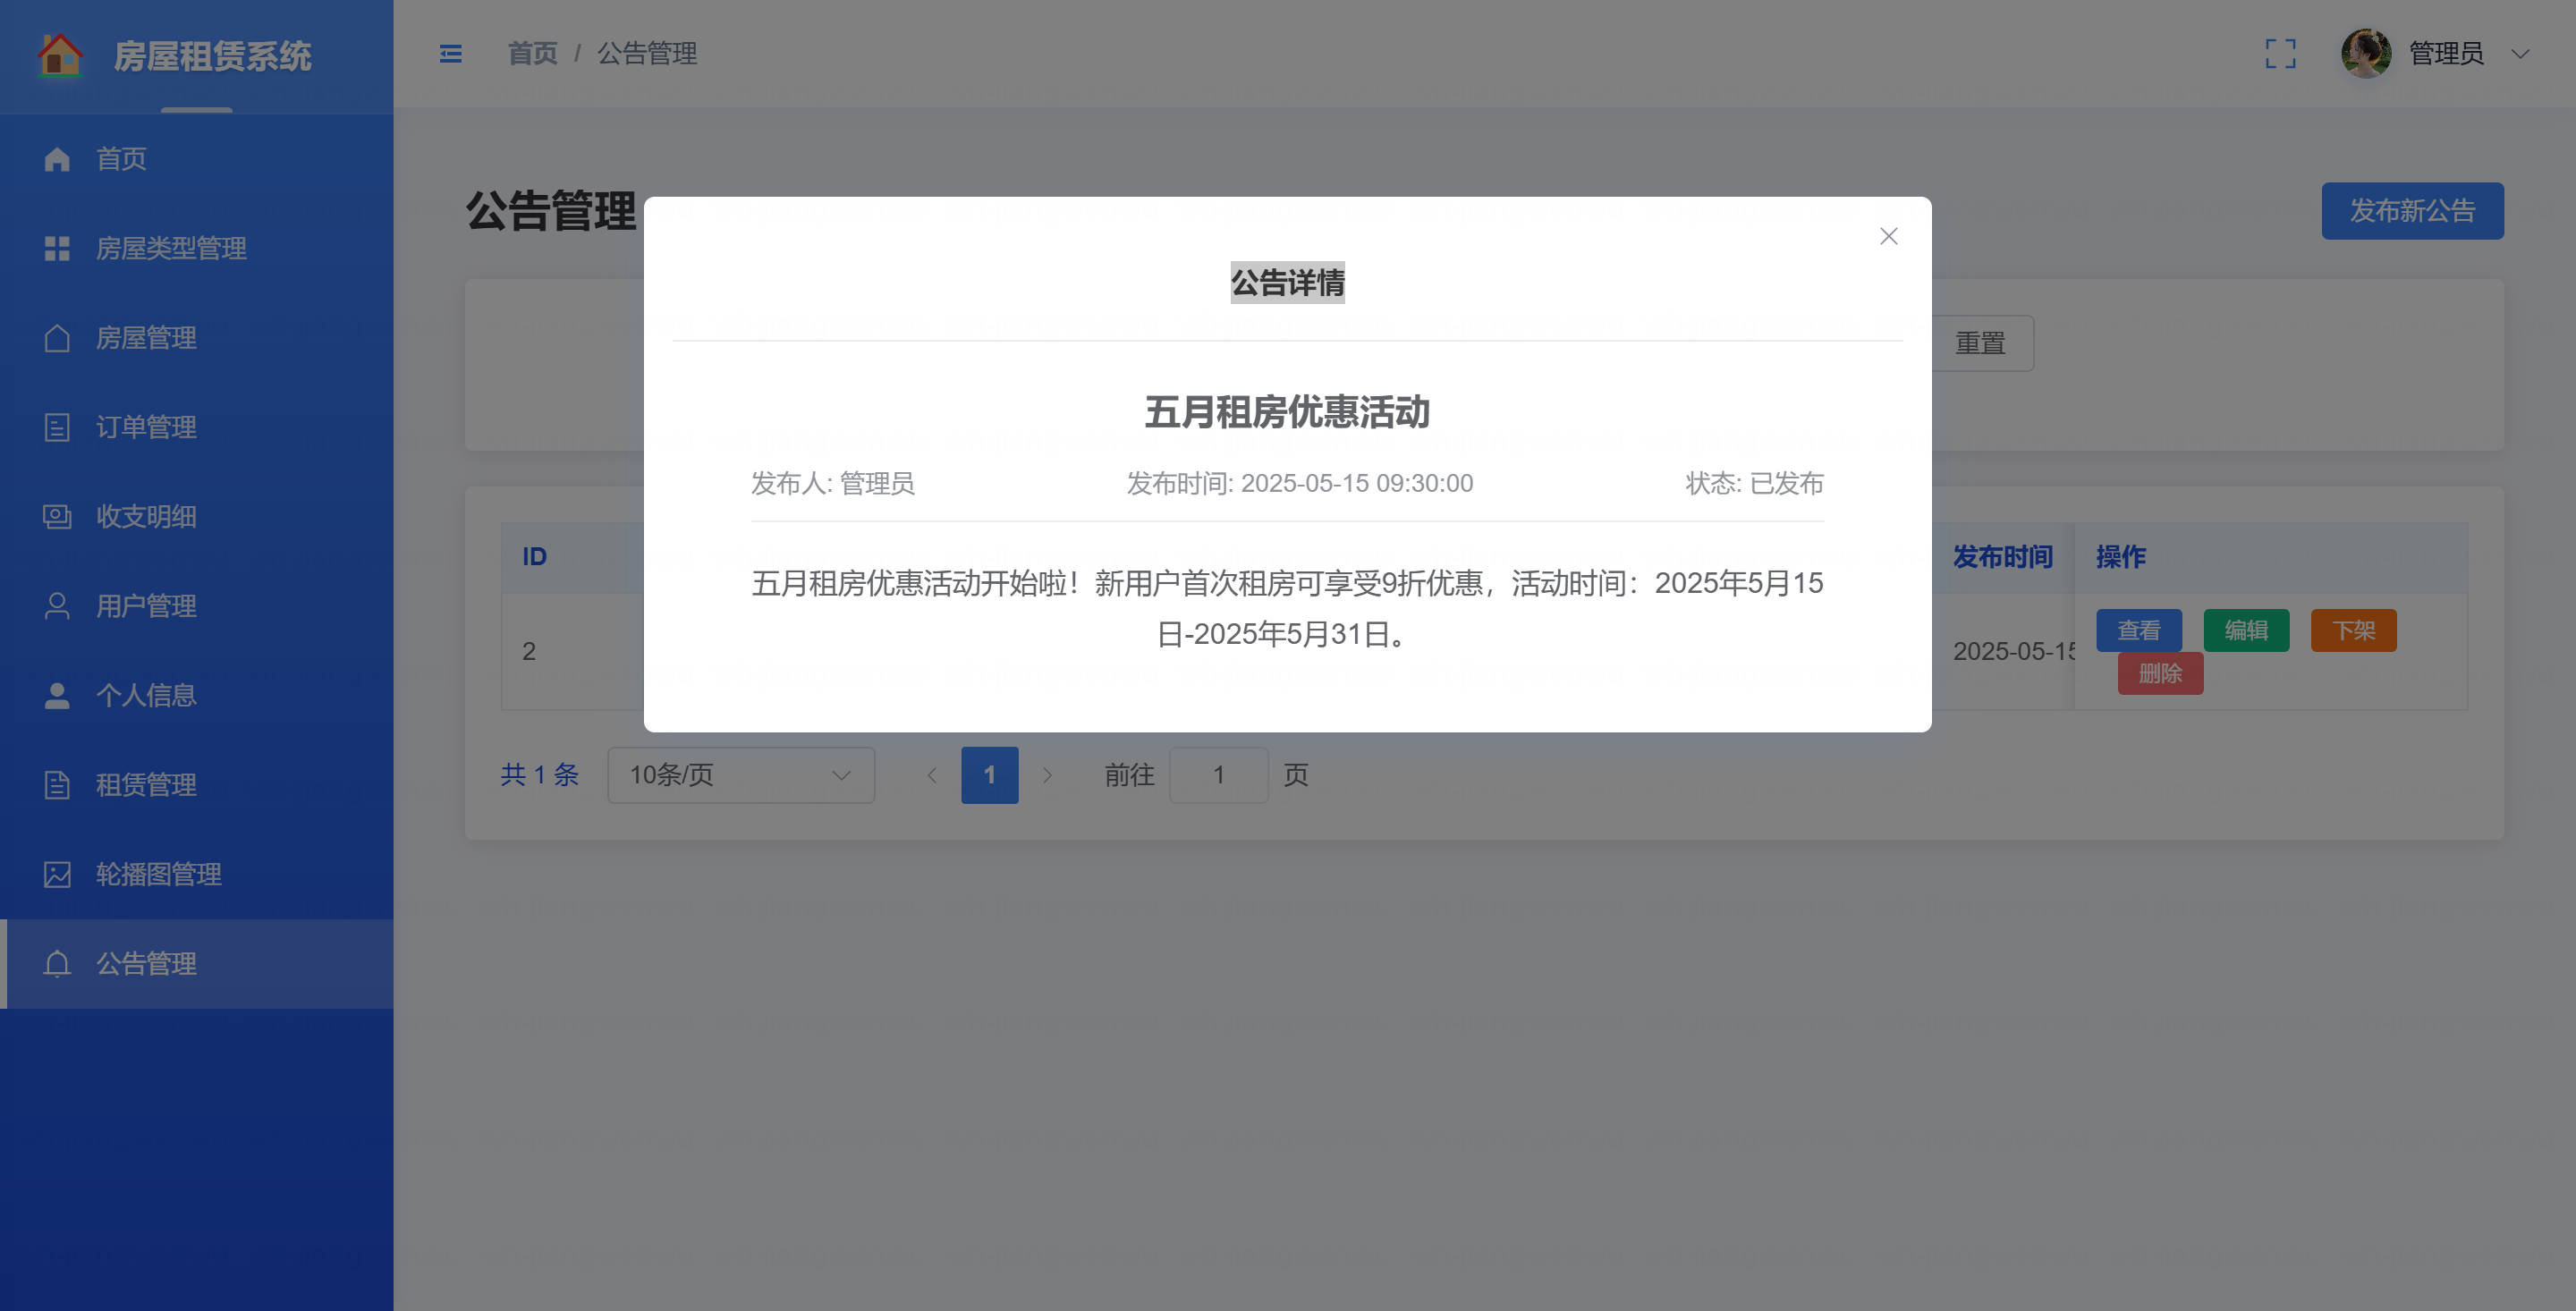 房屋租赁系统
首页 / 公告管理
管理员
首页
房屋类型管理
房屋管理
订单管理
收支明细
用户管理
个人信息
租赁管理
轮播图管理
公告管理
公告管理
发布新公告
重置
公告详情
五月租房优惠活动
发布人: 管理员 发布时间: 2025-05-15 09:30:00 状态: 已发布
五月租房优惠活动开始啦！新用户首次租房可享受9折优惠，活动时间：2025年5月15
日-2025年5月31日。
ID 发布时间 操作
2 2025-05-15 查看 编辑 下架
删除
共 1 条 10条/页 1 前往 1 页